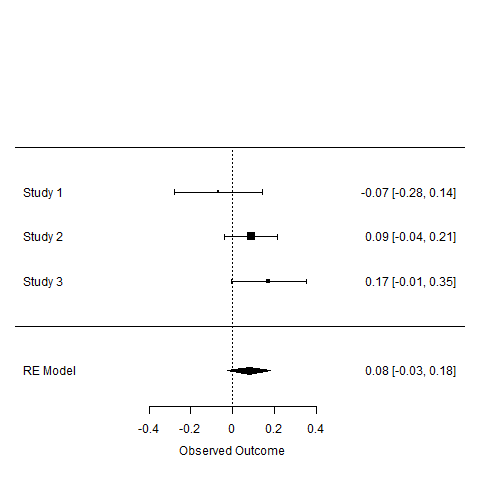 Study 1 -0.07 [-0.28, 0.14]
Study 2 0.09 [-0.04, 0.21]
Study 3 0.17 [-0.01, 0.35]
RE Model 0.08 [-0.03, 0.18]
-0.4 -0.2 0 0.2 0.4
Observed Outcome